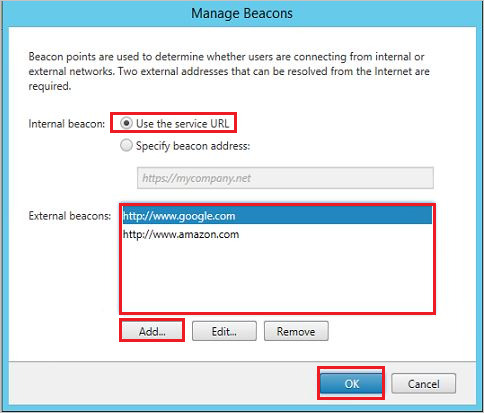 Manage Beacons
Beacon points are used to determine whether users are connecting from internal or
external networks. Two external addresses that can be resolved from the Internet are
required.
Internal beacon:
Use the service URL
Specify beacon address:
https://mycompany.net
External beacons:
http://www.google.com
http://www.amazon.com
Add...
Edit...
Remove
OK
Cancel